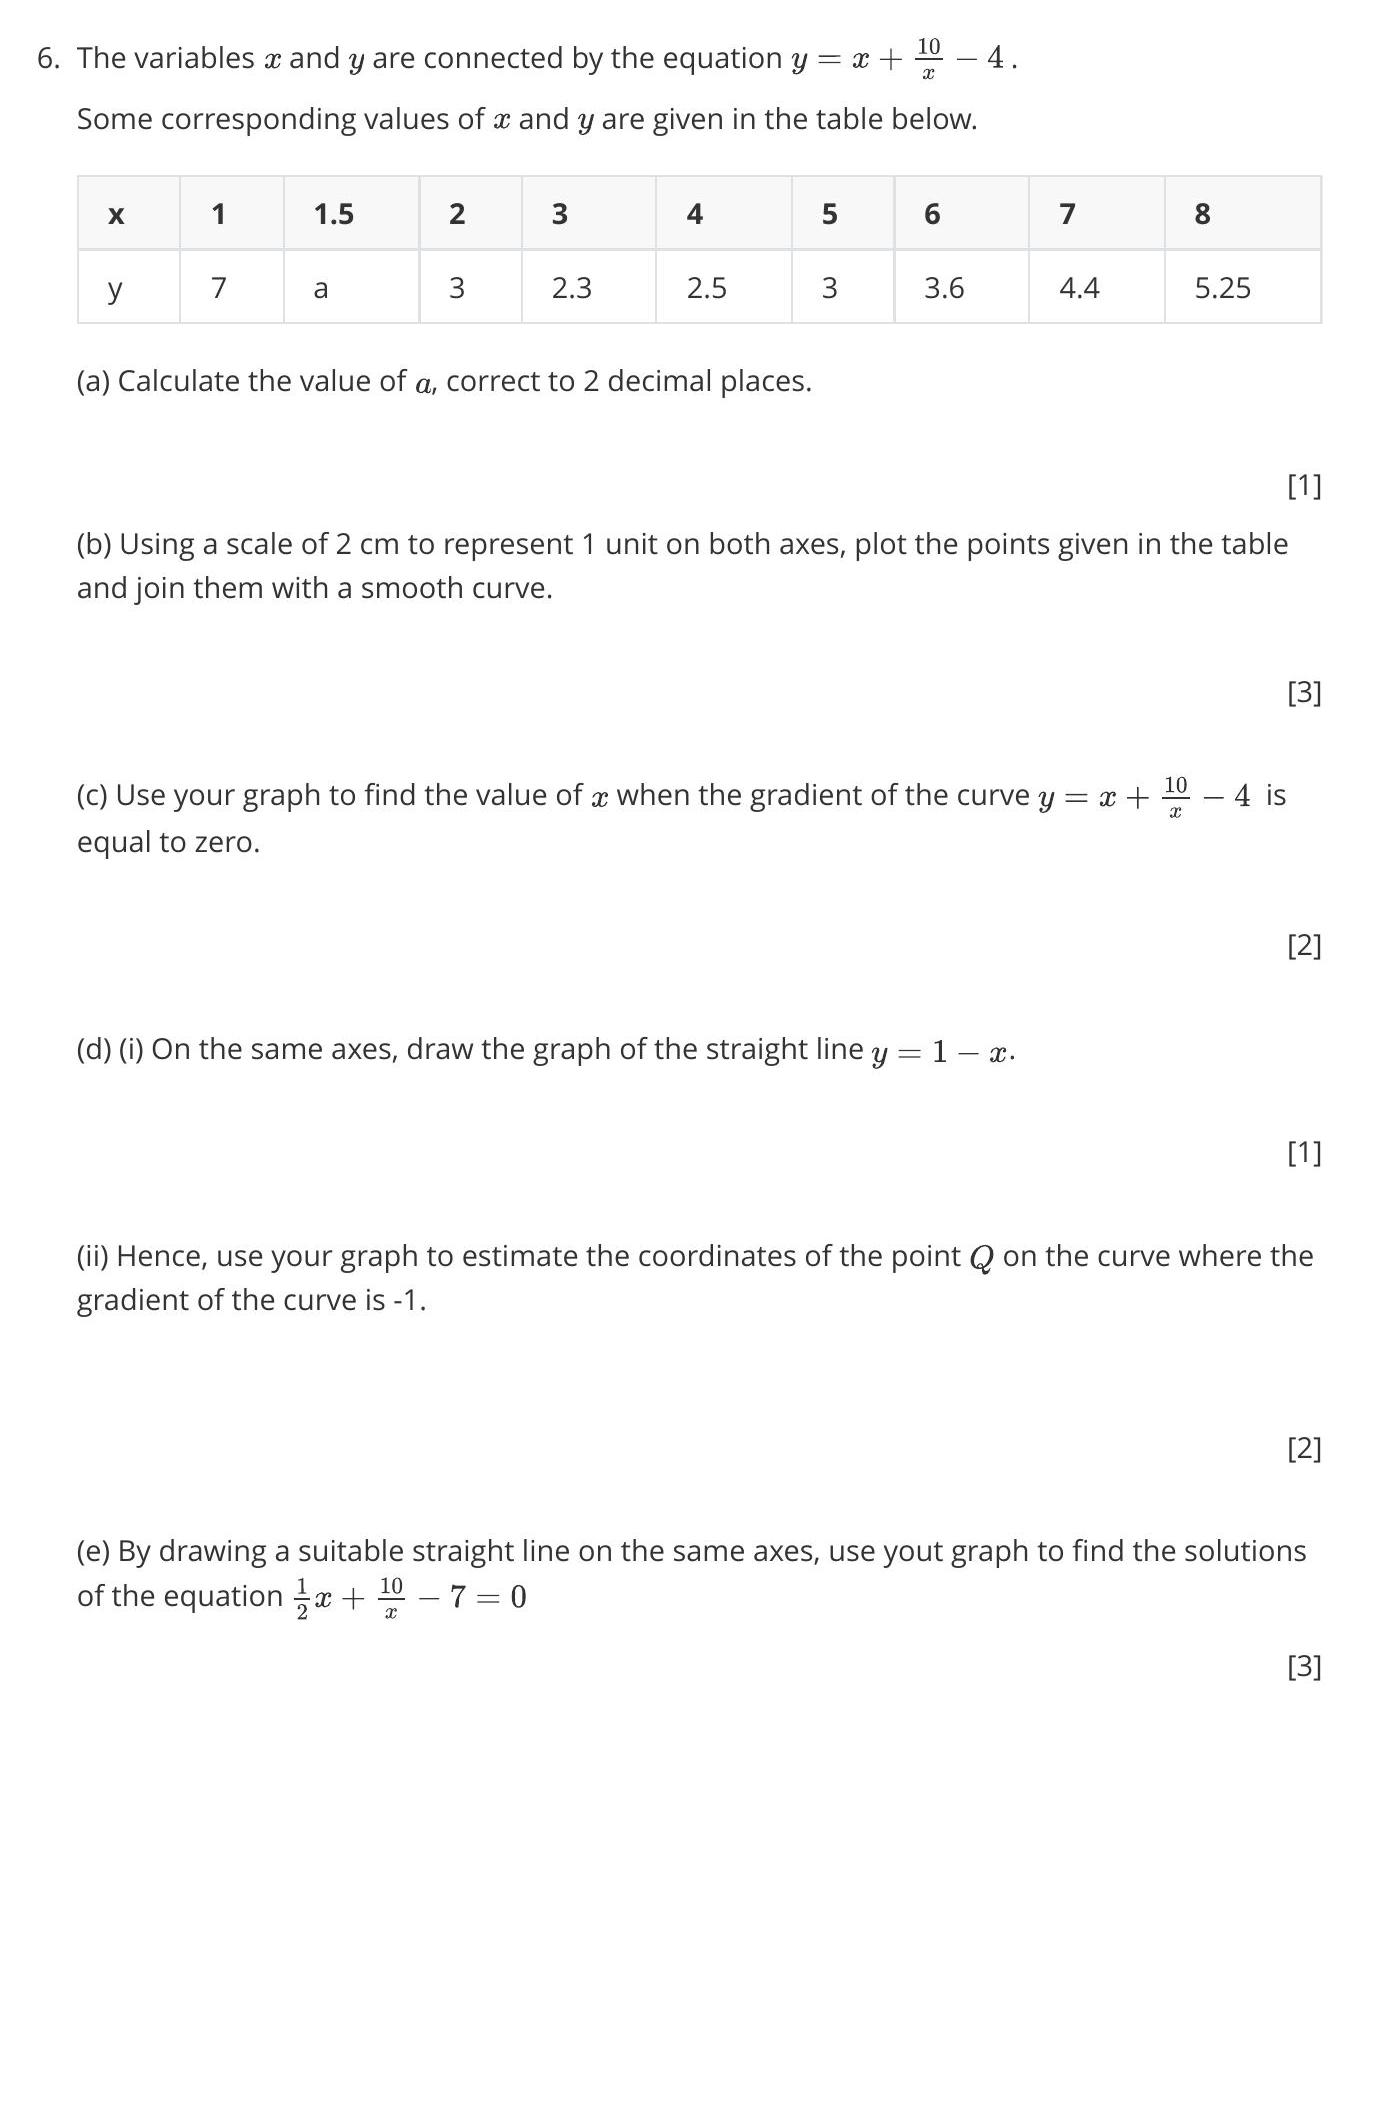 6. The variables x and y are connected by the equation y = x + 10/x − 4 .
Some corresponding values of x and y are given in the table below.
x 1 1.5 2 3 4 5 6 7 8
y 7 a 3 2.3 2.5 3 3.6 4.4 5.25
(a) Calculate the value of a, correct to 2 decimal places.
[1]
(b) Using a scale of 2 cm to represent 1 unit on both axes, plot the points given in the table
and join them with a smooth curve.
[3]
(c) Use your graph to find the value of x when the gradient of the curve y = x + 10/x − 4 is
equal to zero.
[2]
(d) (i) On the same axes, draw the graph of the straight line y = 1 − x.
[1]
(ii) Hence, use your graph to estimate the coordinates of the point Q on the curve where the
gradient of the curve is -1.
[2]
(e) By drawing a suitable straight line on the same axes, use yout graph to find the solutions
of the equation 1/2 x + 10/x − 7 = 0
[3]